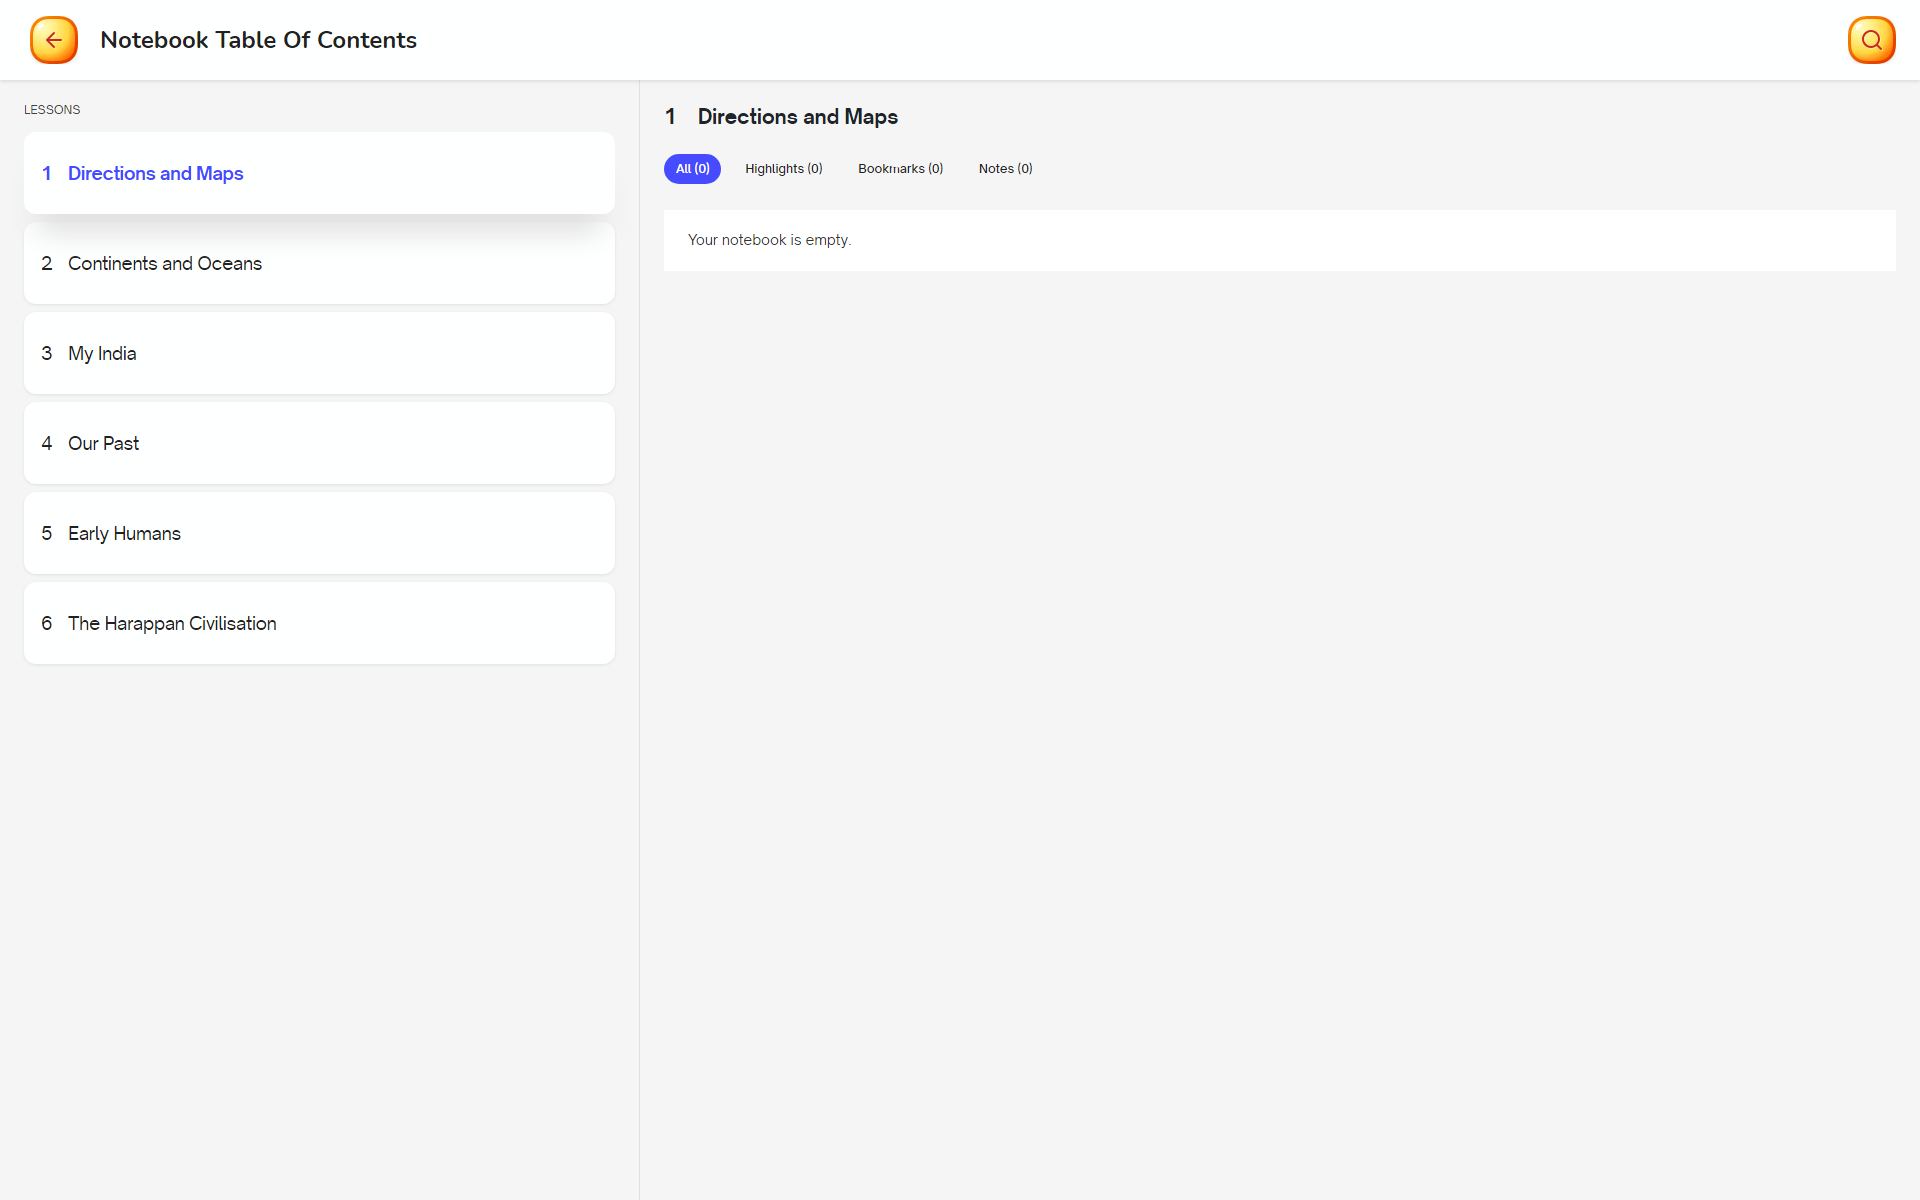 Notebook Table Of Contents
LESSONS
1 Directions and Maps
2 Continents and Oceans
3 My India
4 Our Past
5 Early Humans
6 The Harappan Civilisation
1 Directions and Maps
All (0) Highlights (0) Bookmarks (0) Notes (0)
Your notebook is empty.